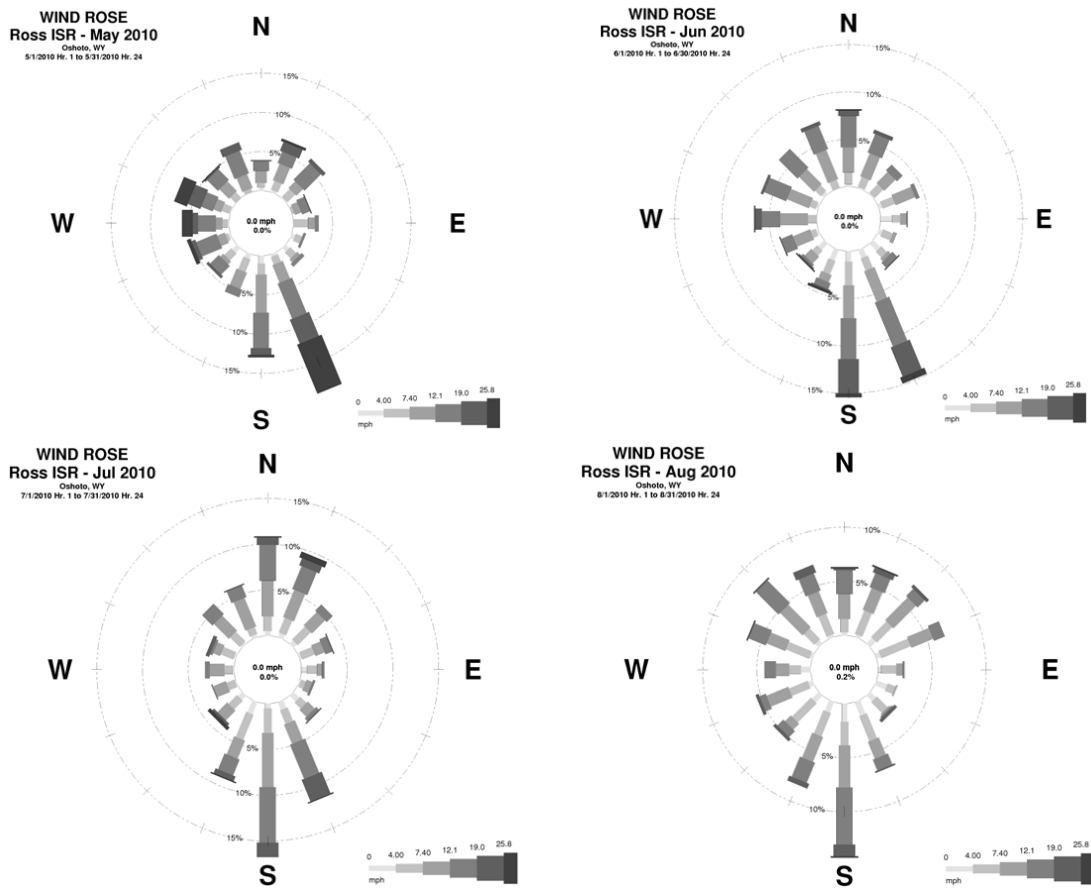 WIND ROSE
Ross ISR - May 2010
Oshoto, WY
5/1/2010 Hr. 1 to 5/31/2010 Hr. 24
N
15%
10%
5%
W
0.0 mph
0.0%
E
5%
10%
15%
S
0 4.00 7.40 12.1 19.0 25.8
mph
WIND ROSE
Ross ISR - Jun 2010
Oshoto, WY
6/1/2010 Hr. 1 to 6/30/2010 Hr. 24
N
15%
10%
5%
W
0.0 mph
0.0%
E
5%
10%
15%
S
0 4.00 7.40 12.1 19.0 25.8
mph
WIND ROSE
Ross ISR - Jul 2010
Oshoto, WY
7/1/2010 Hr. 1 to 7/31/2010 Hr. 24
N
15%
10%
5%
W
0.0 mph
0.0%
E
5%
10%
15%
S
0 4.00 7.40 12.1 19.0 25.8
mph
WIND ROSE
Ross ISR - Aug 2010
Oshoto, WY
8/1/2010 Hr. 1 to 8/31/2010 Hr. 24
N
10%
5%
W
0.0 mph
0.2%
E
5%
10%
S
0 4.00 7.40 12.1 19.0 25.8
mph